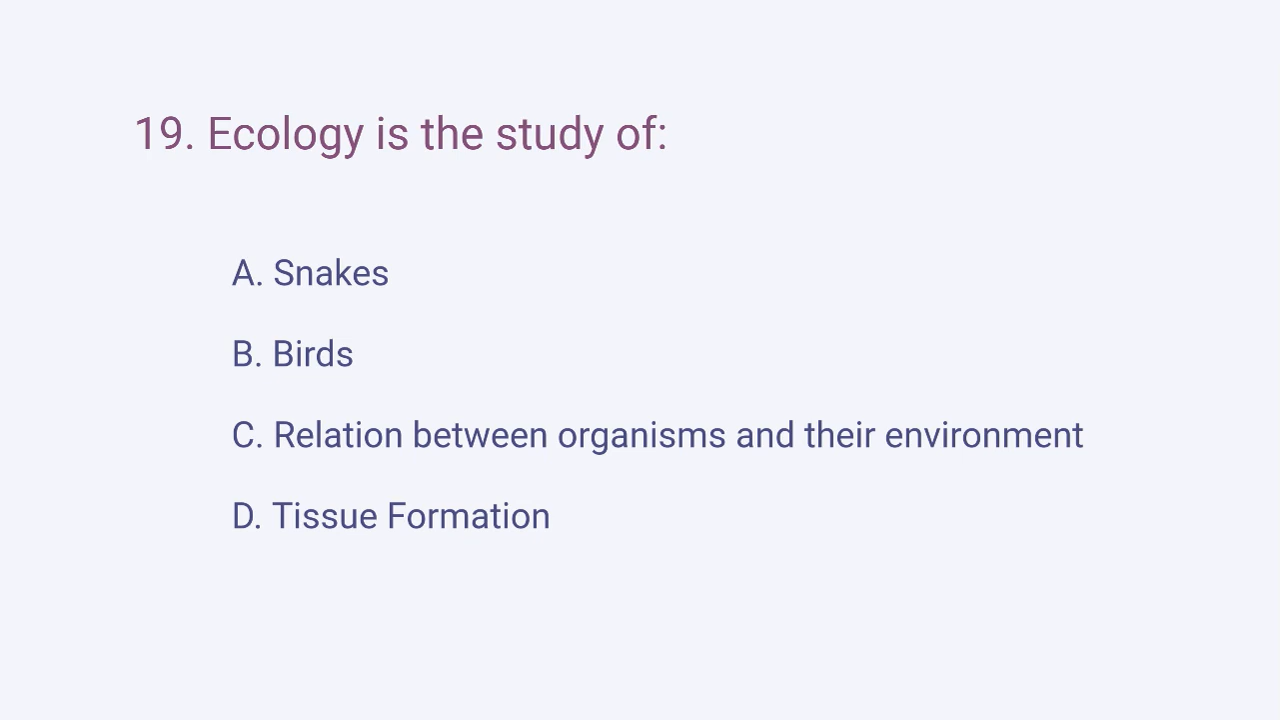 19. Ecology is the study of:
A. Snakes
B. Birds
C. Relation between organisms and their environment
D. Tissue Formation